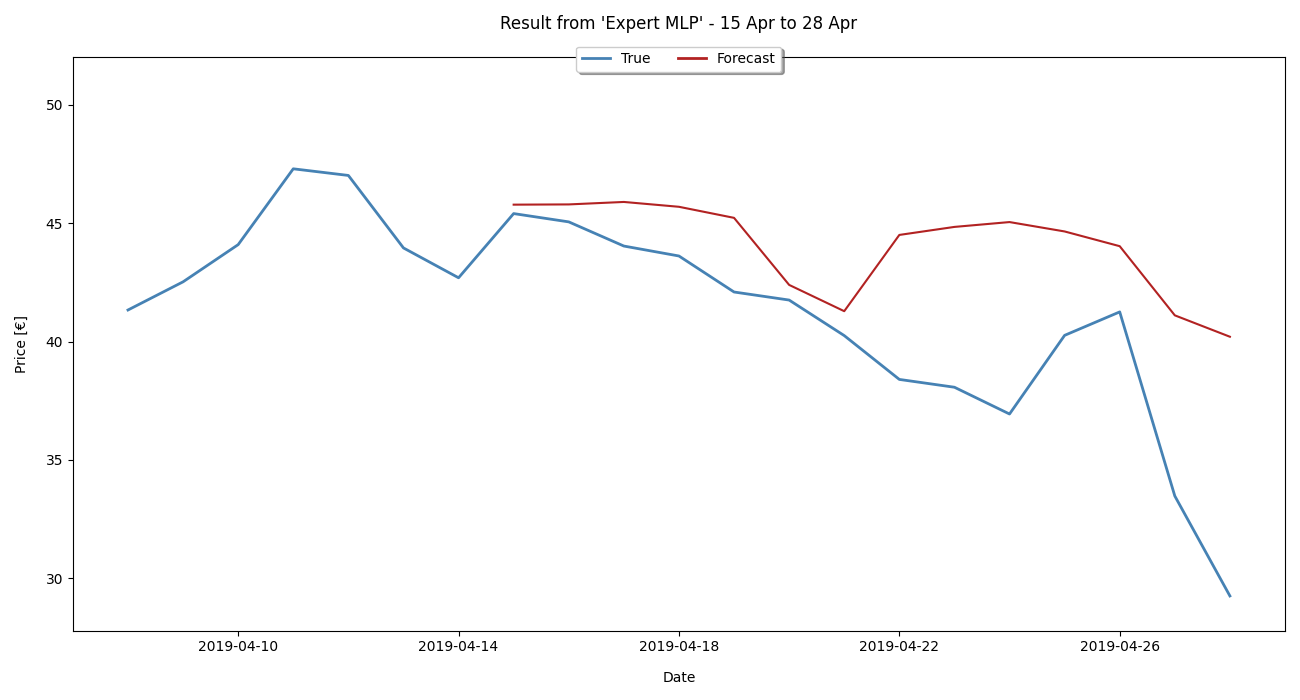 Result from 'Expert MLP' - 15 Apr to 28 Apr
True Forecast
50
45
40
35
30
Price [€]
2019-04-10 2019-04-14 2019-04-18 2019-04-22 2019-04-26
Date